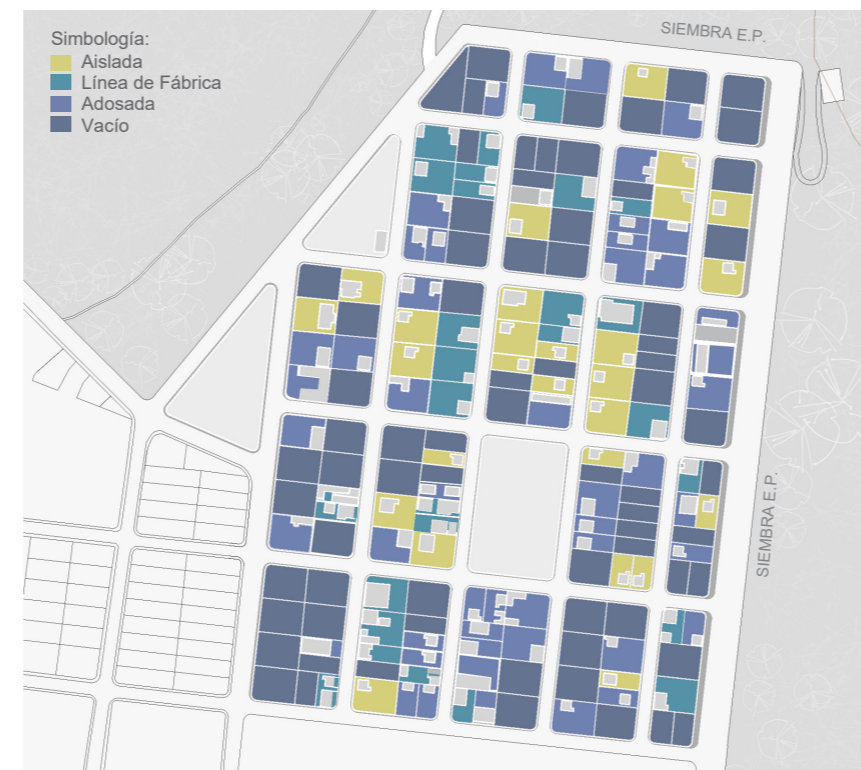 SIEMBRA E.P.
Simbología:
Aislada
Línea de Fábrica
Adosada
Vacío
SIEMBRA E.P.